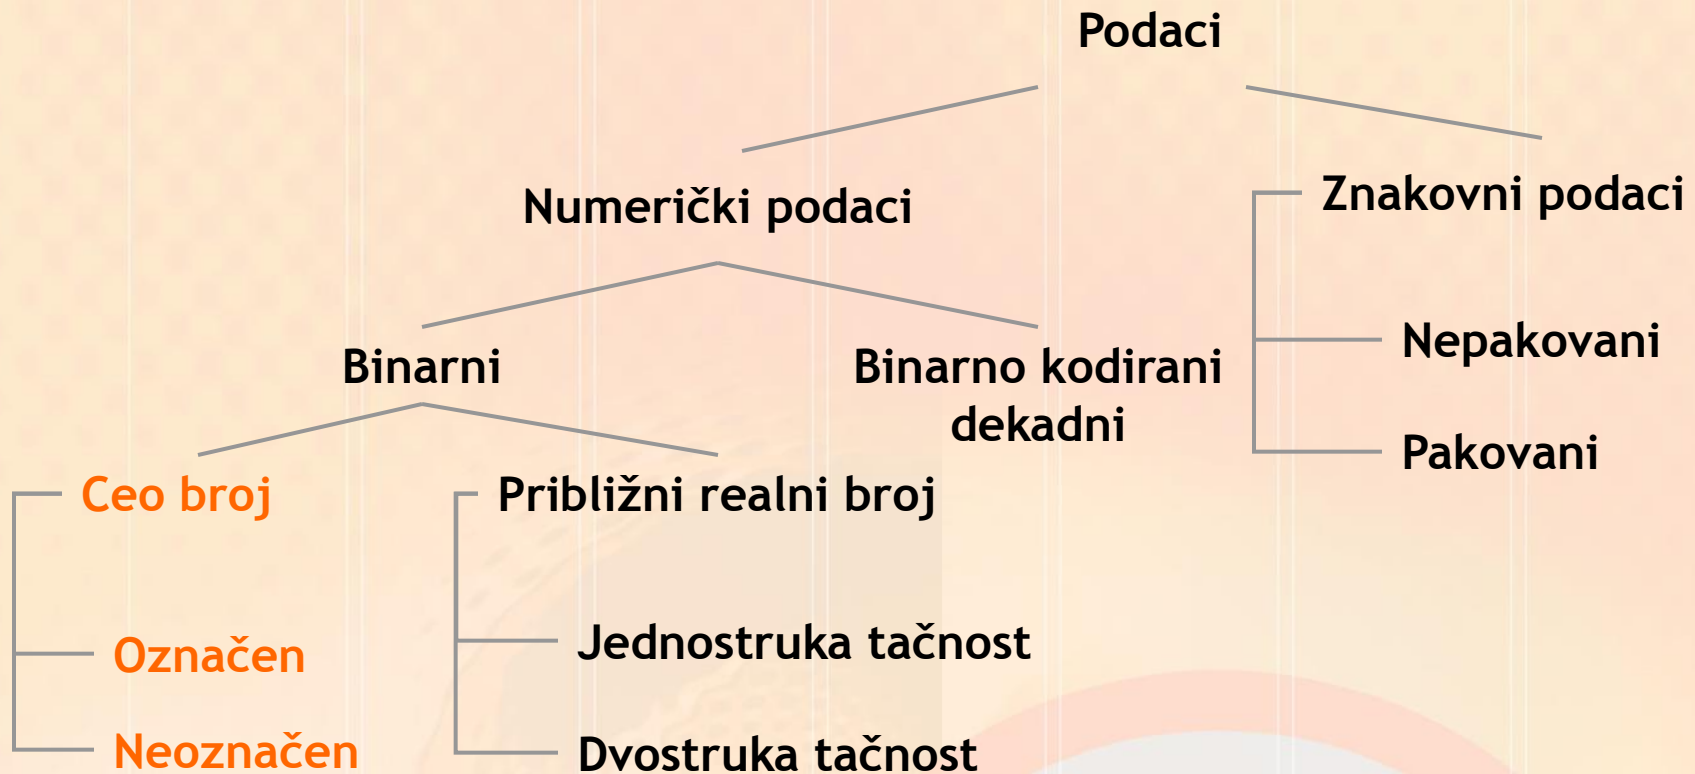 Podaci
Numerički podaci
Znakovni podaci
Binarni
Binarno kodirani
dekadni
Nepakovani
Pakovani
Ceo broj
Približni realni broj
Označen
Jednostruka tačnost
Neoznačen
Dvostruka tačnost